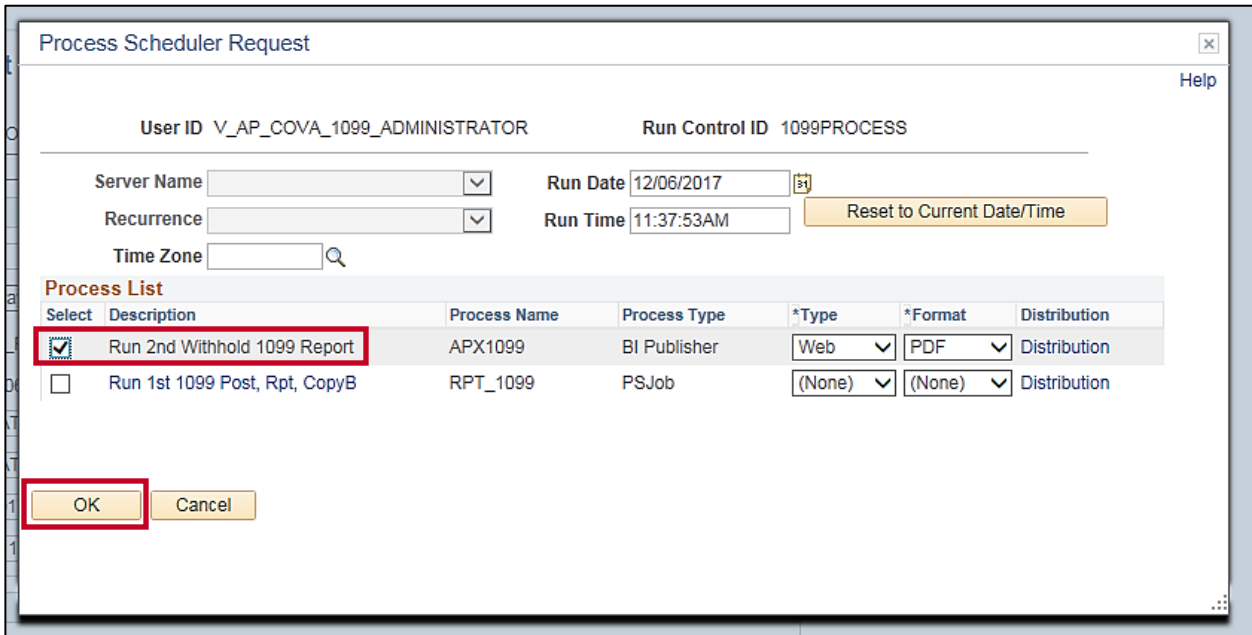 Process Scheduler Request
Help
User ID V_AP_COVA_1099_ADMINISTRATOR Run Control ID 1099PROCESS
Server Name Run Date 12/06/2017 31
Recurrence Run Time 11:37:53AM Reset to Current Date/Time
Time Zone
Process List
Select Description Process Name Process Type *Type *Format Distribution
Run 2nd Withhold 1099 Report APX1099 BI Publisher Web PDF Distribution
Run 1st 1099 Post, Rpt, CopyB RPT_1099 PSJob (None) (None) Distribution
OK Cancel